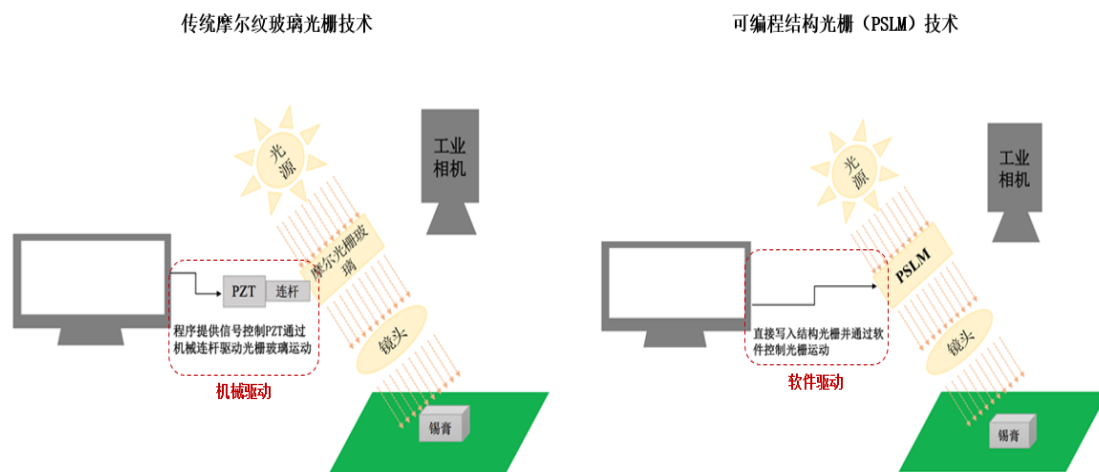 传统摩尔纹玻璃光栅技术
光源
工业
相机
摩尔光栅玻
璃
PZT
连杆
程序提供信号控制PZT通过
机械连杆驱动光栅玻璃运动
机械驱动
镜头
锡膏
可编程结构光栅（PSLM）技术
光源
工业
相机
PSLM
直接写入结构光栅并通过软
件控制光栅运动
软件驱动
镜头
锡膏